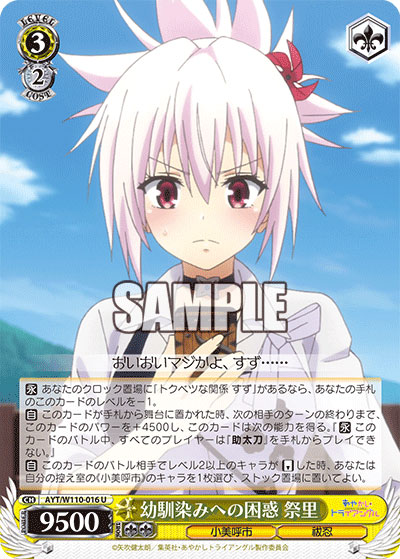 LEVEL
3
2
COST
SAMPLE
おいおいマジかよ、すず……
永 あなたのクロック置場に「トクベツな関係 すず」があるなら、あなたの手札
のこのカードのレベルを－1。
自 このカードが手札から舞台に置かれた時、次の相手のターンの終わりまで、
このカードのパワーを＋4500し、このカードは次の能力を得る。『永 この
カードのバトル中、すべてのプレイヤーは「助太刀」を手札からプレイで
きない。』
自 このカードのバトル相手でレベル2以上のキャラが した時、あなたは
自分の控え室の《小美呼市》のキャラを1枚選び、ストック置場に置いてよい。
CH AYT/W110-016 U
9500
幼馴染みへの困惑 祭里
あやかしトライアングル
小美呼市
祓忍
©矢吹健太朗／集英社・あやかしトライアングル製作委員会